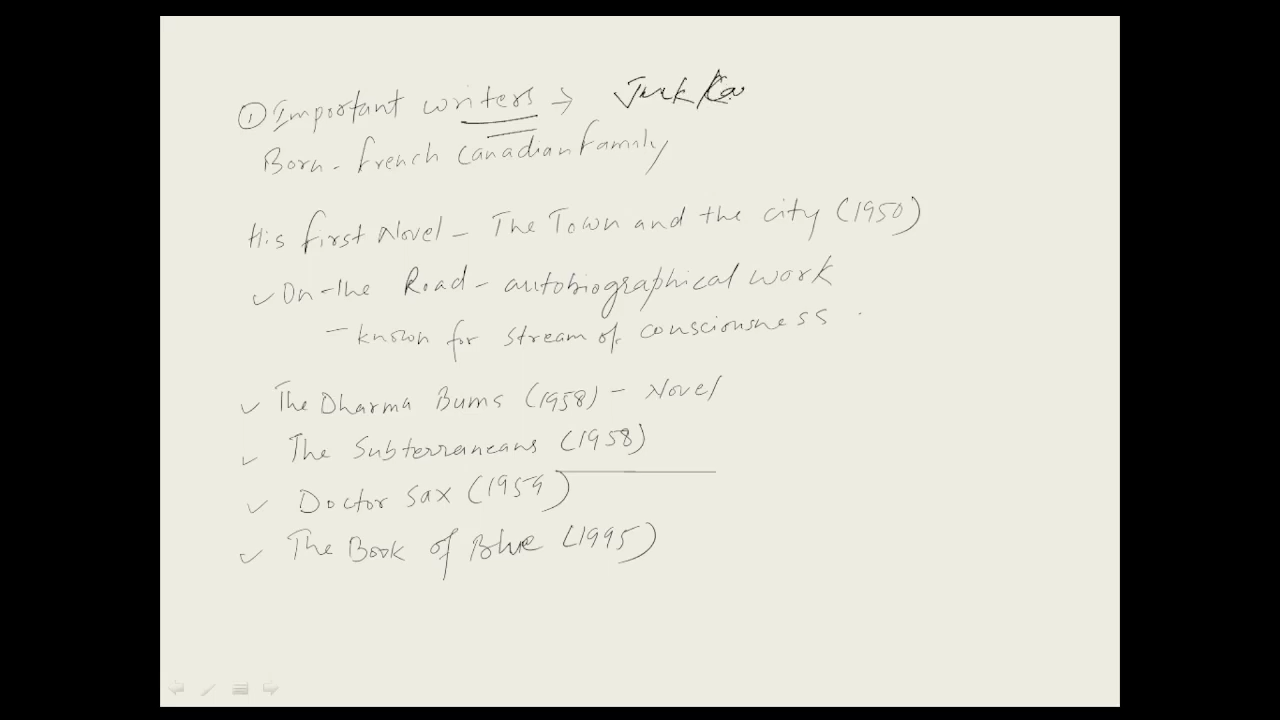 ① Important writers →
Born - French Canadian Family
His first Novel - The Town and the city (1950)
✓ On-the Road - autobiographical work
- known for stream of consciousness.
✓ The Dharma Bums (1958) - Novel
✓ The Subterraneans (1958)
✓ Doctor Sax (1959)
✓ The Book of Blue (1995)